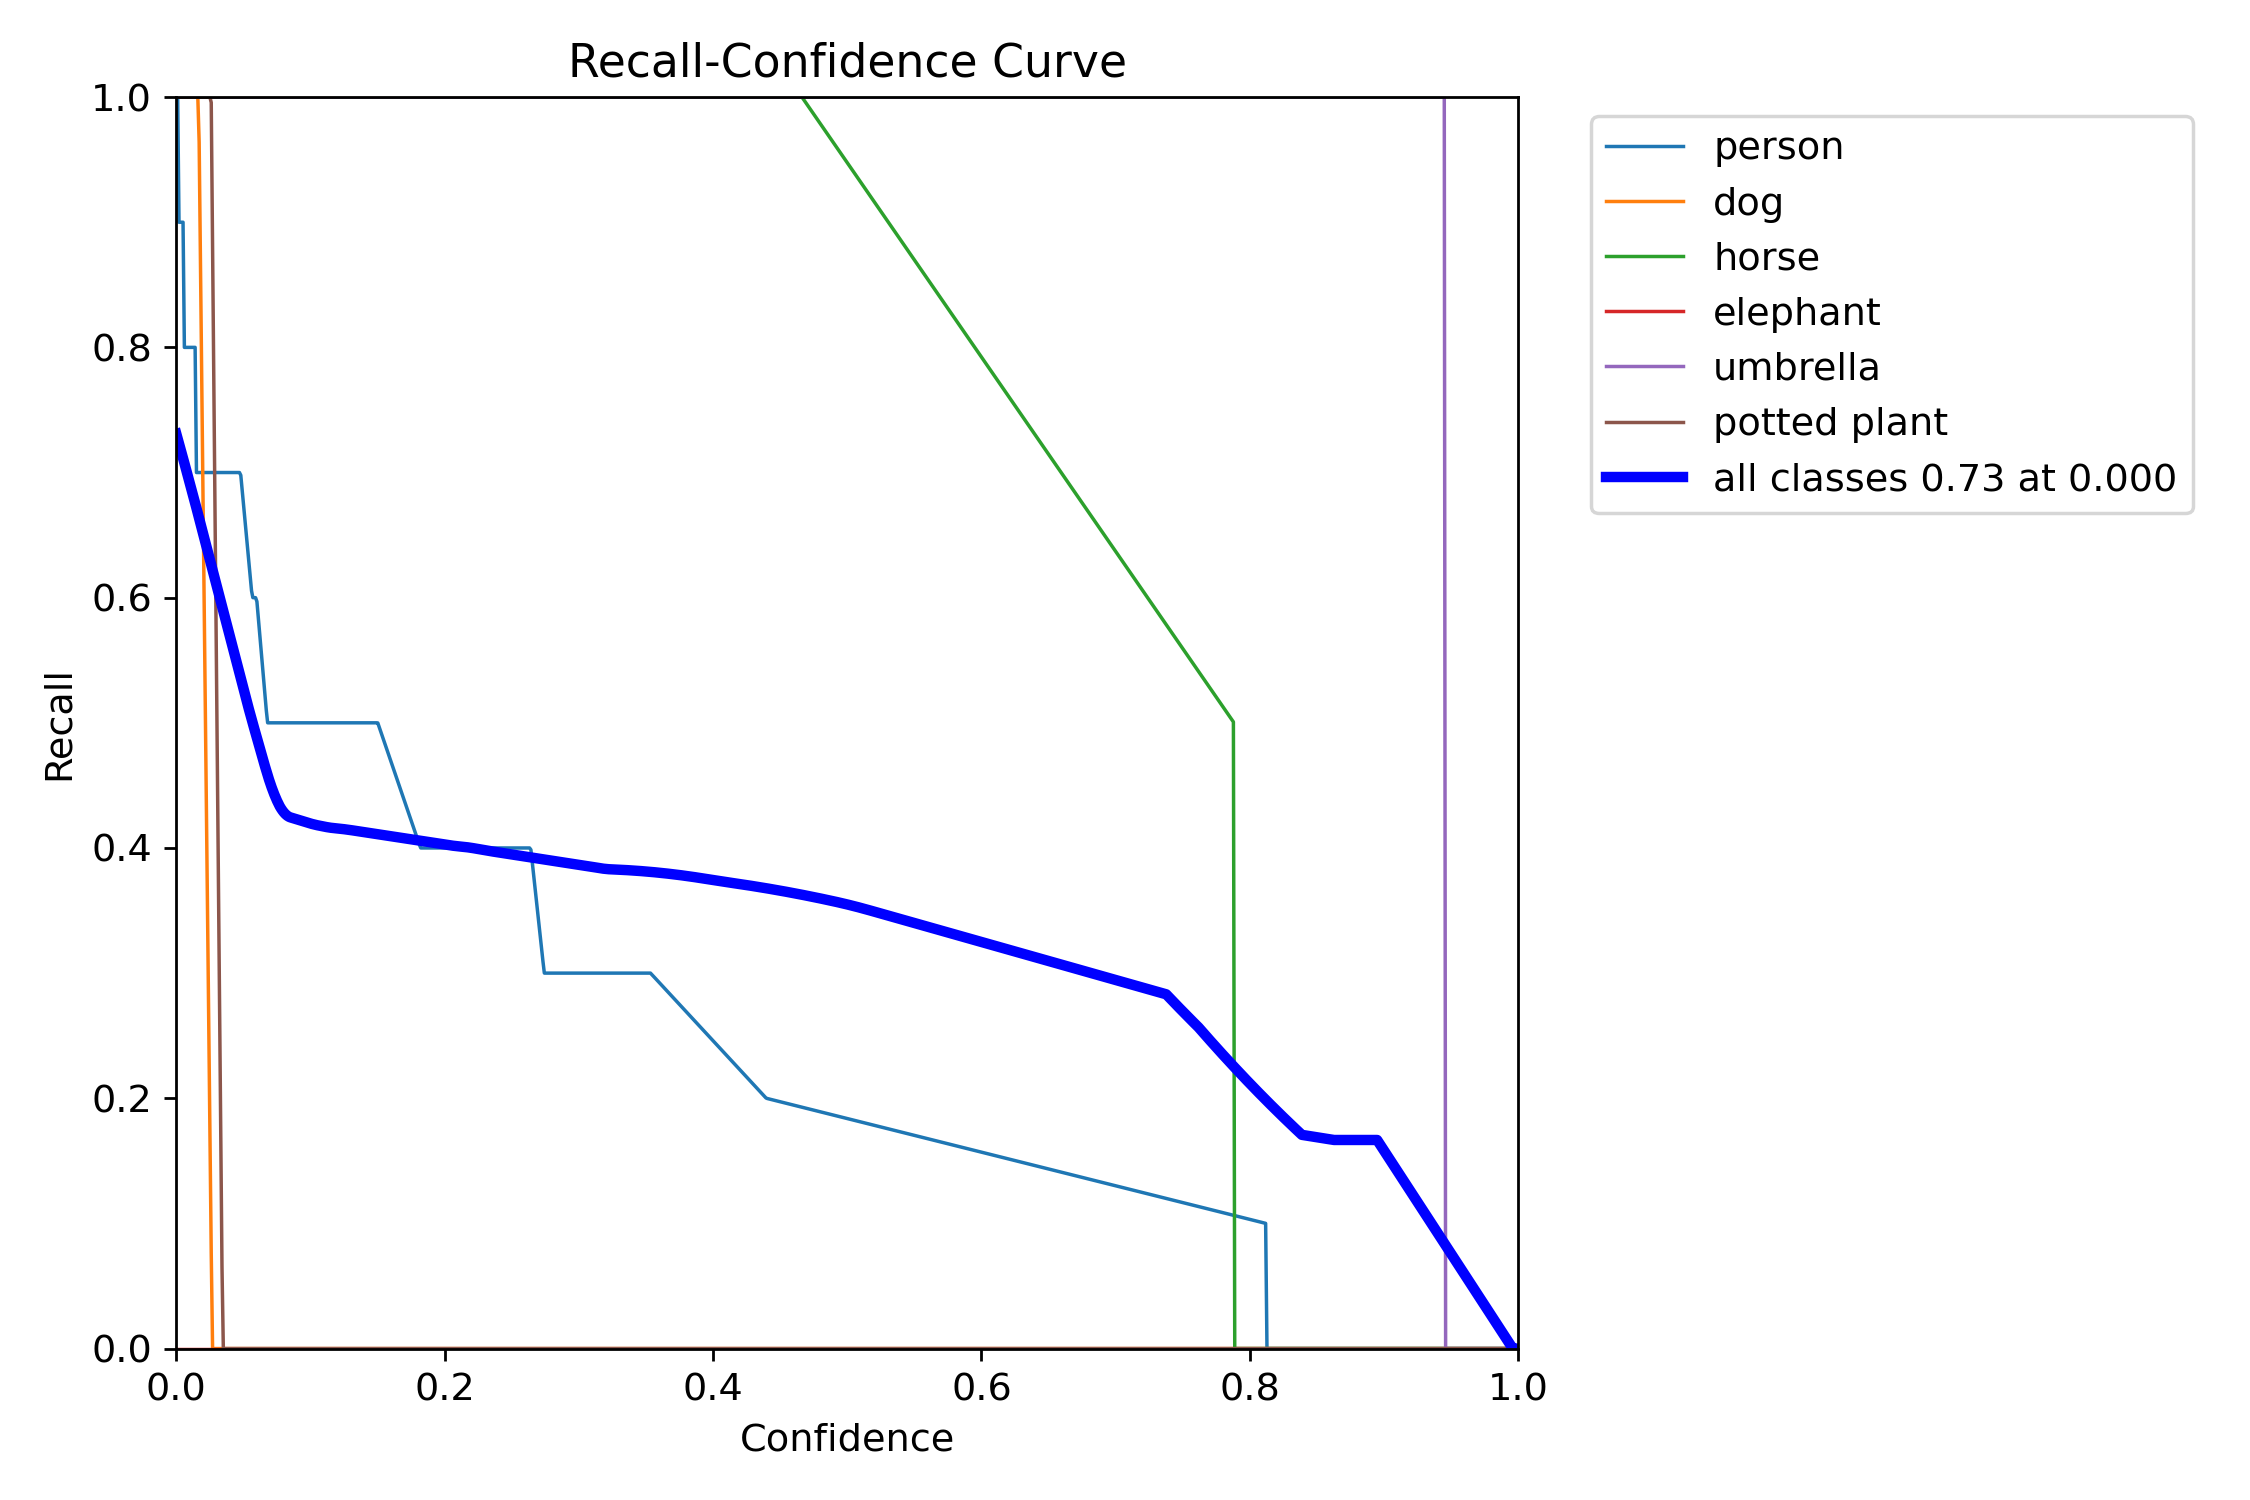 Recall-Confidence Curve
1.0
0.8
0.6
0.4
0.2
0.0
Recall
0.0 0.2 0.4 0.6 0.8 1.0
Confidence
person
dog
horse
elephant
umbrella
potted plant
all classes 0.73 at 0.000